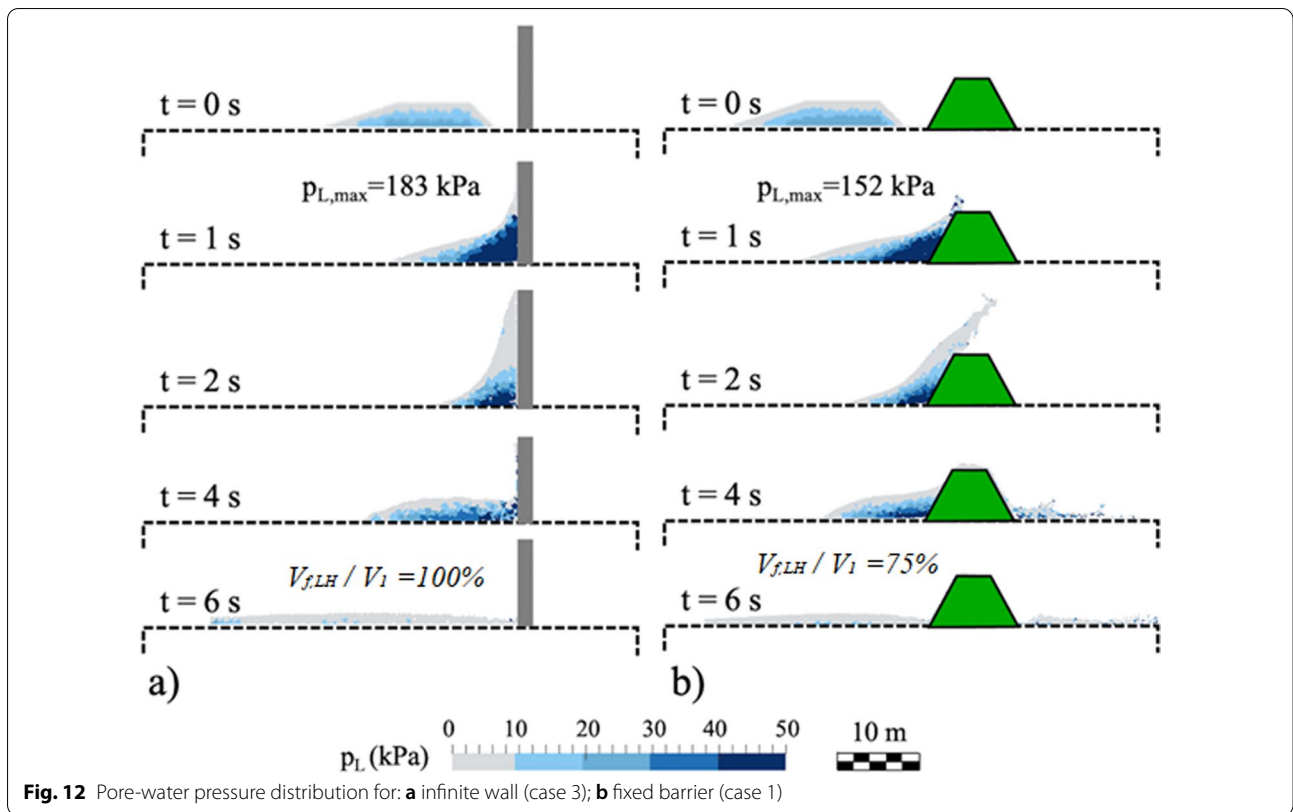 t = 0 s
t = 0 s
p_L,max=183 kPa
p_L,max=152 kPa
t = 1 s
t = 1 s
t = 2 s
t = 2 s
t = 4 s
t = 4 s
V_f,LH / V_1 =100%
V_f,LH / V_1 =75%
t = 6 s
t = 6 s
a)
b)
0 10 20 30 40 50
p_L (kPa)
10 m
Fig. 12 Pore-water pressure distribution for: a infinite wall (case 3); b fixed barrier (case 1)